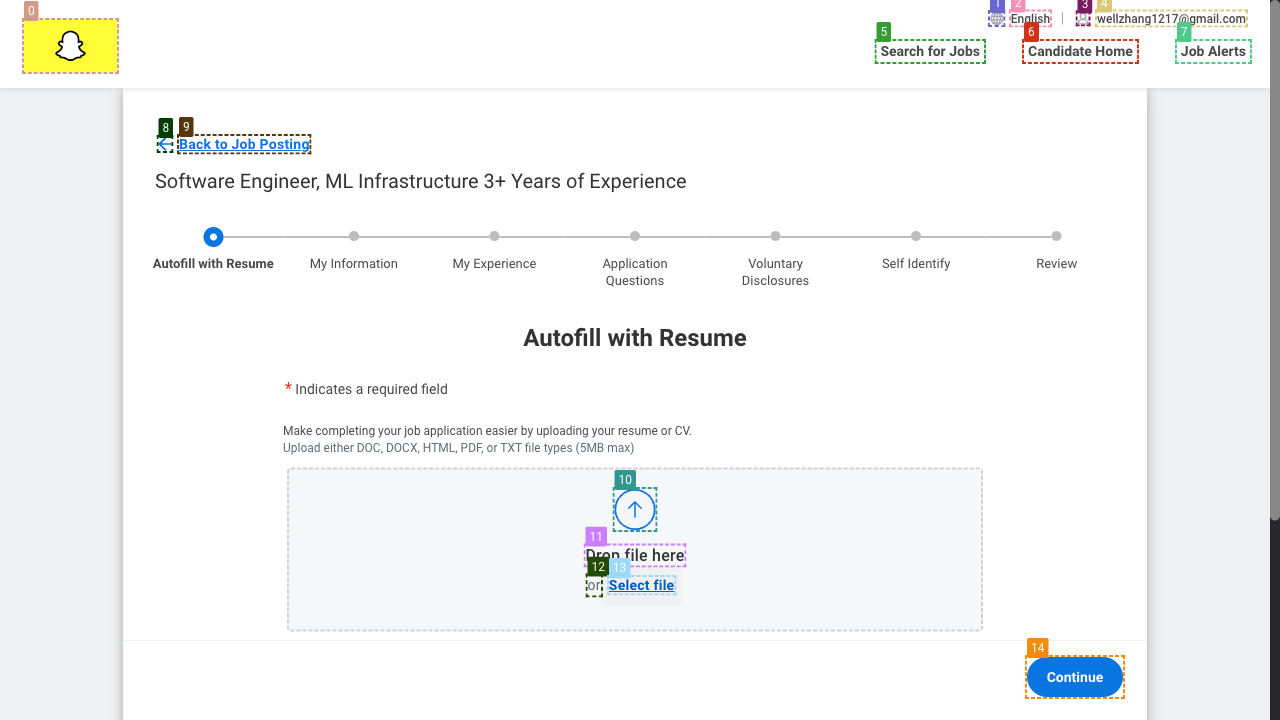 0
1
2
3
4
English
wellzhang1217@gmail.com
5
6
7
Search for Jobs
Candidate Home
Job Alerts
8
9
Back to Job Posting
Software Engineer, ML Infrastructure 3+ Years of Experience
Autofill with Resume
My Information
My Experience
Application Questions
Voluntary Disclosures
Self Identify
Review
Autofill with Resume
* Indicates a required field
Make completing your job application easier by uploading your resume or CV.
Upload either DOC, DOCX, HTML, PDF, or TXT file types (5MB max)
10
11
Drop file here
12
13
or Select file
14
Continue